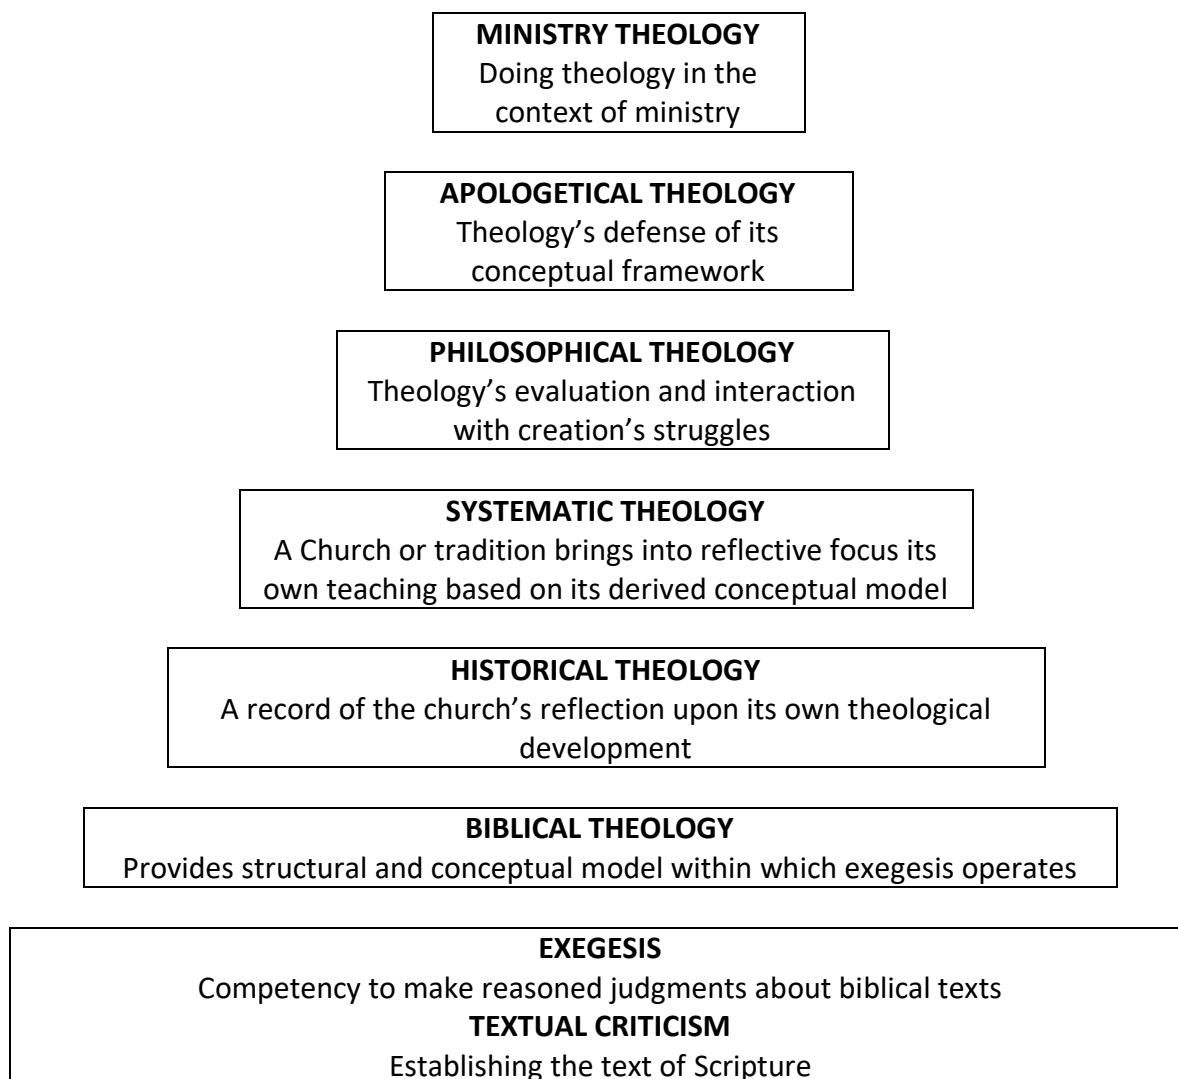 MINISTRY THEOLOGY
Doing theology in the
context of ministry
APOLOGETICAL THEOLOGY
Theology’s defense of its
conceptual framework
PHILOSOPHICAL THEOLOGY
Theology’s evaluation and interaction
with creation’s struggles
SYSTEMATIC THEOLOGY
A Church or tradition brings into reflective focus its
own teaching based on its derived conceptual model
HISTORICAL THEOLOGY
A record of the church’s reflection upon its own theological
development
BIBLICAL THEOLOGY
Provides structural and conceptual model within which exegesis operates
EXEGESIS
Competency to make reasoned judgments about biblical texts
TEXTUAL CRITICISM
Establishing the text of Scripture